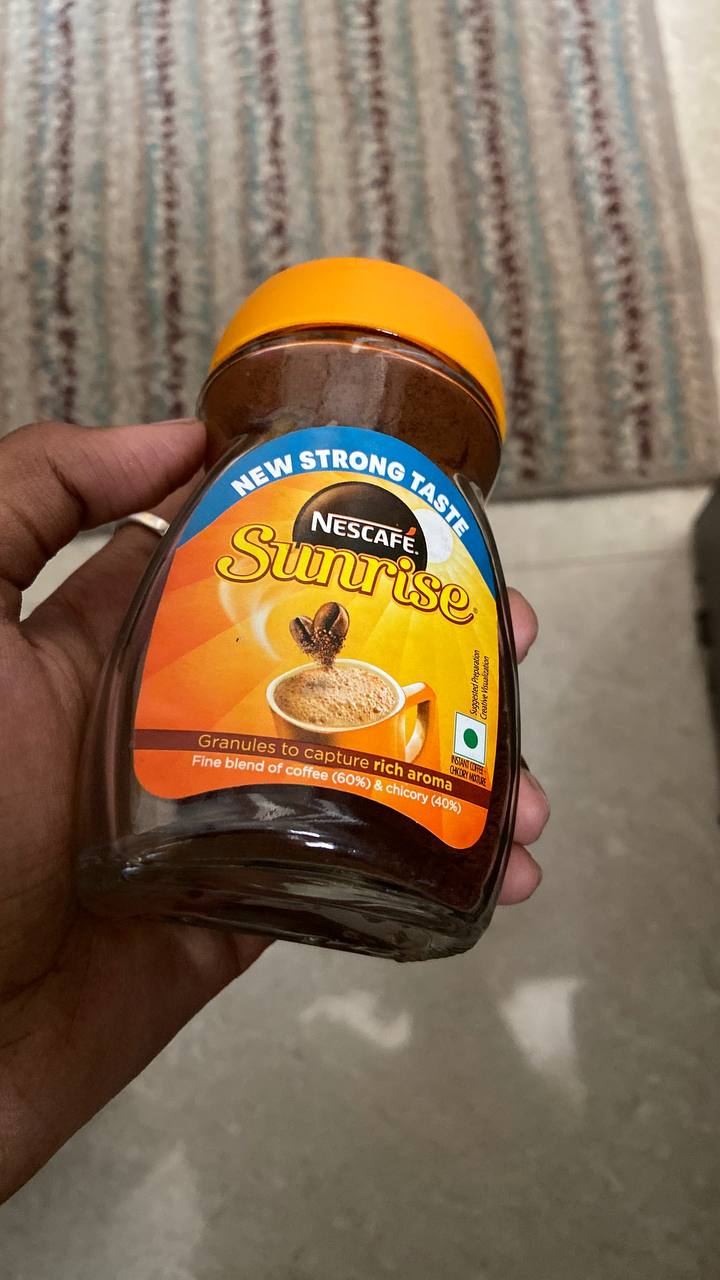 NEW STRONG TASTE
NESCAFÉ®
Sunrise®
Suggested Preparation
Creative Visualization
INSTANT COFFEE -
CHICORY MIXTURE
Granules to capture rich aroma
Fine blend of coffee (60%) & chicory (40%)